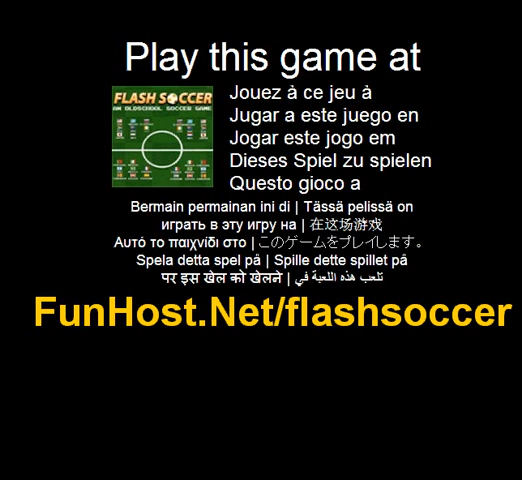 Play this game at
FLASH SOCCER
AN OLDSCHOOL SOCCER GAME
Jouez à ce jeu à
Jugar a este juego en
Jogar este jogo em
Dieses Spiel zu spielen
Questo gioco a
Bermain permainan ini di | Tässä pelissä on
играть в эту игру на | 在这场游戏
Αυτό το παιχνίδι στο | このゲームをプレイします。
Spela detta spel på | Spille dette spillet på
पर इस खेल को खेलने | تلعب هذه اللعبة في
FunHost.Net/flashsoccer